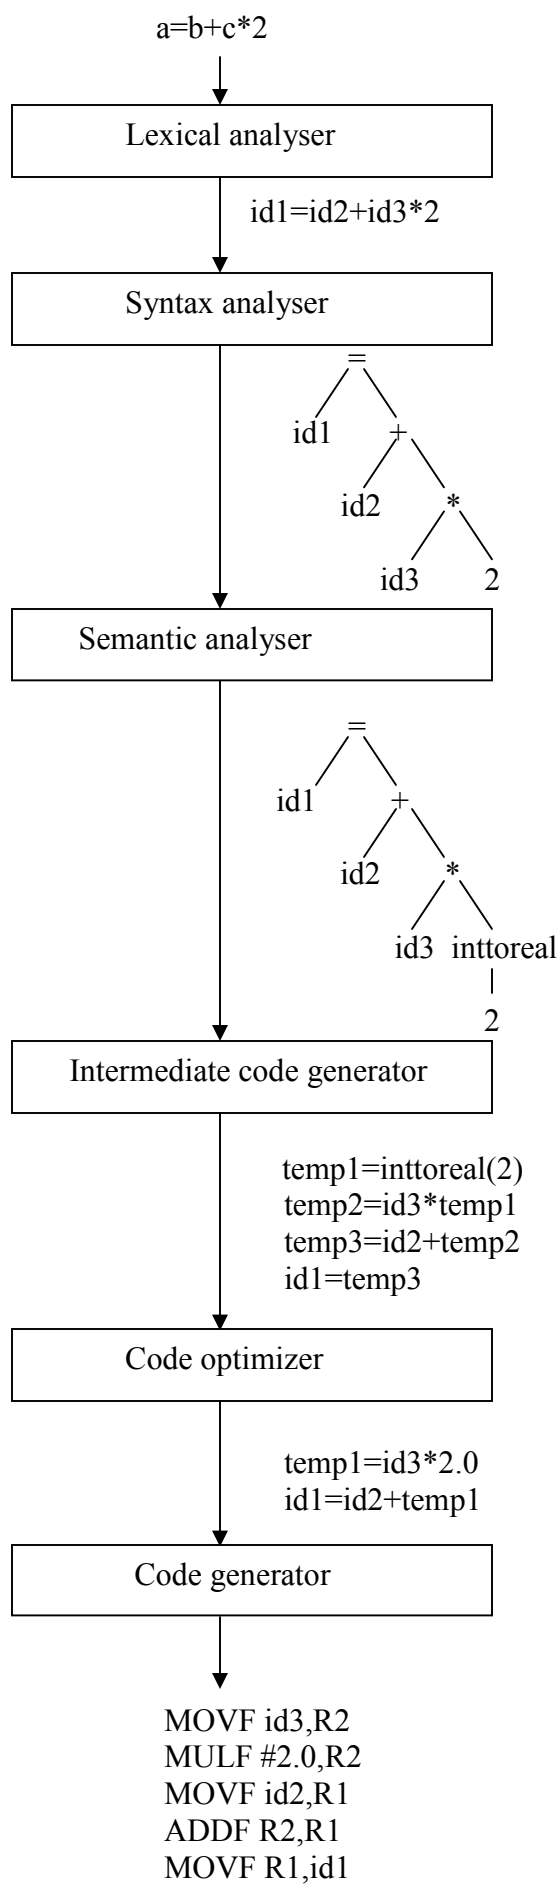 a=b+c*2
Lexical analyser
id1=id2+id3*2
Syntax analyser
=
id1
+
id2
*
id3 2
Semantic analyser
=
id1
+
id2
*
id3 inttoreal
2
Intermediate code generator
temp1=inttoreal(2)
temp2=id3*temp1
temp3=id2+temp2
id1=temp3
Code optimizer
temp1=id3*2.0
id1=id2+temp1
Code generator
MOVF id3,R2
MULF #2.0,R2
MOVF id2,R1
ADDF R2,R1
MOVF R1,id1